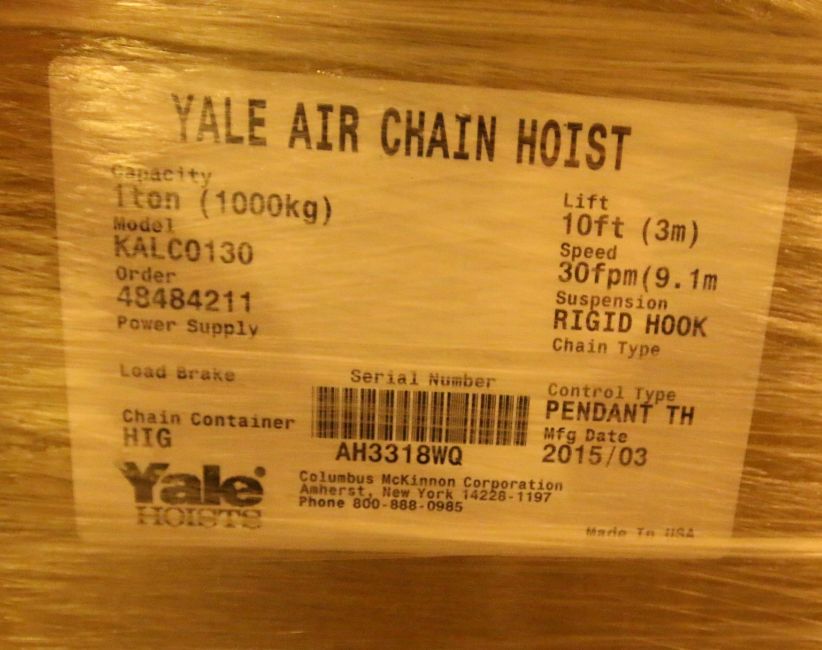 YALE AIR CHAIN HOIST
Capacity
1ton (1000kg)
Model
KALCO130
Order
48484211
Power Supply
Load Brake
Chain Container
HIG
Lift
10ft (3m)
Speed
30fpm(9.1m
Suspension
RIGID HOOK
Chain Type
Control Type
PENDANT TH
Mfg Date
2015/03
Serial Number
AH3318WQ
Yale
HOISTS
Columbus McKinnon Corporation
Amherst, New York 14228-1197
Phone 800-888-0985
Made In USA